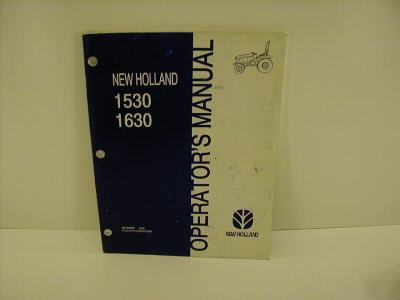 NEW HOLLAND
1530
1630
OPERATOR'S MANUAL
NEW HOLLAND